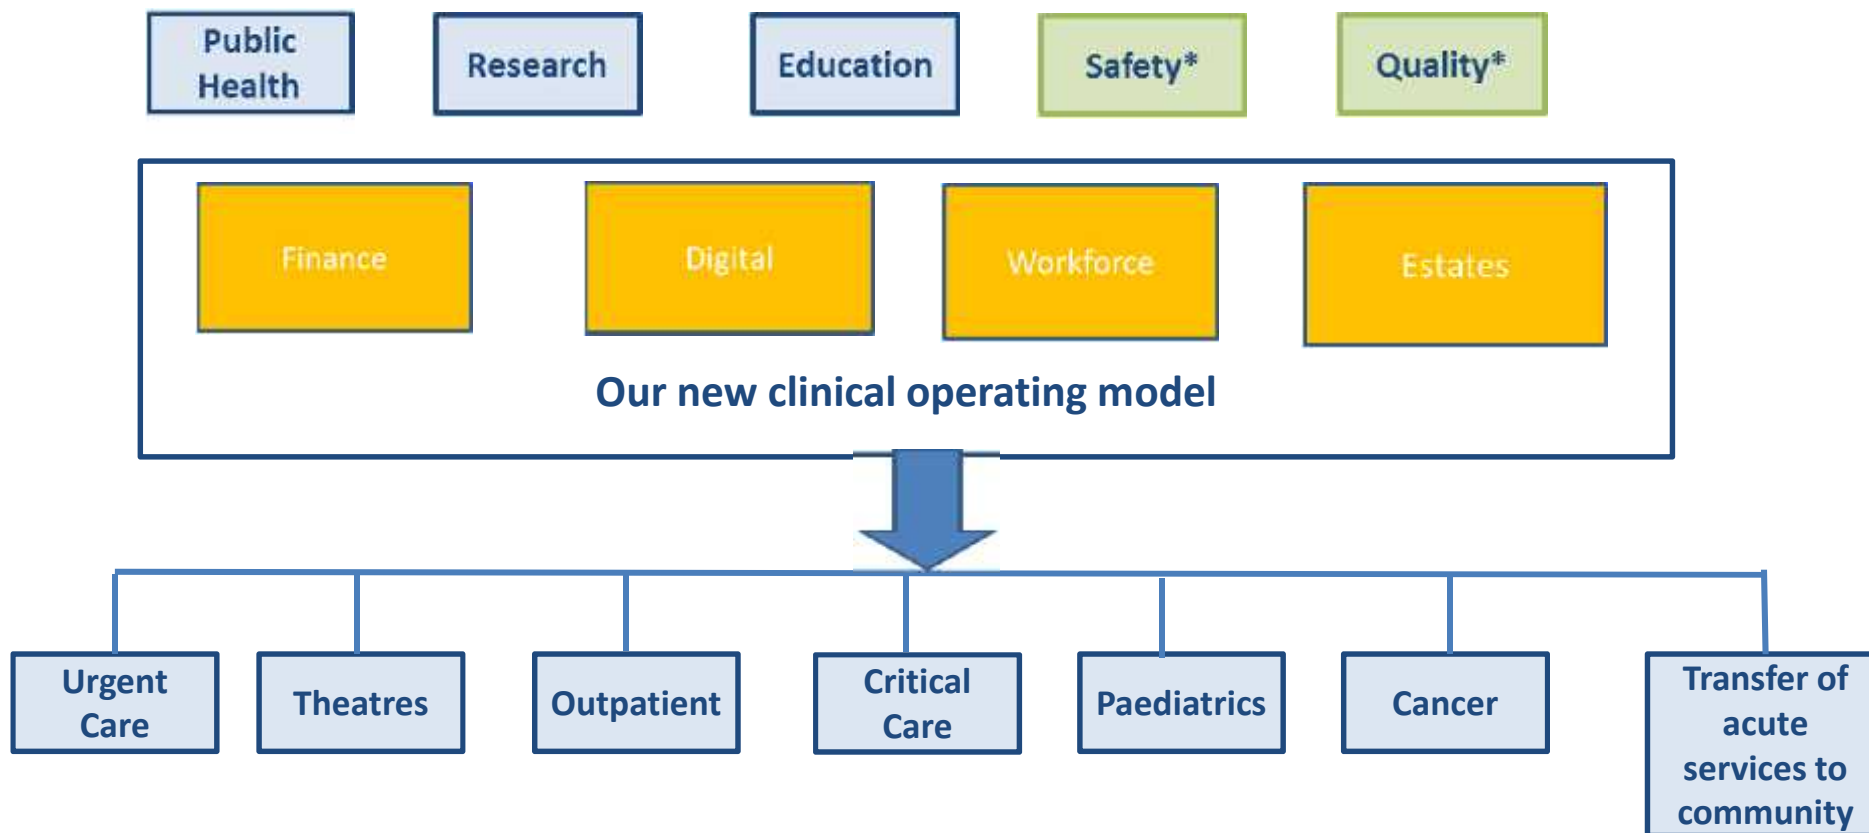 Public
Health
Research
Education
Safety*
Quality*
Finance
Digital
Workforce
Estates
Our new clinical operating model
Urgent
Care
Theatres
Outpatient
Critical
Care
Paediatrics
Cancer
Transfer of
acute
services to
community